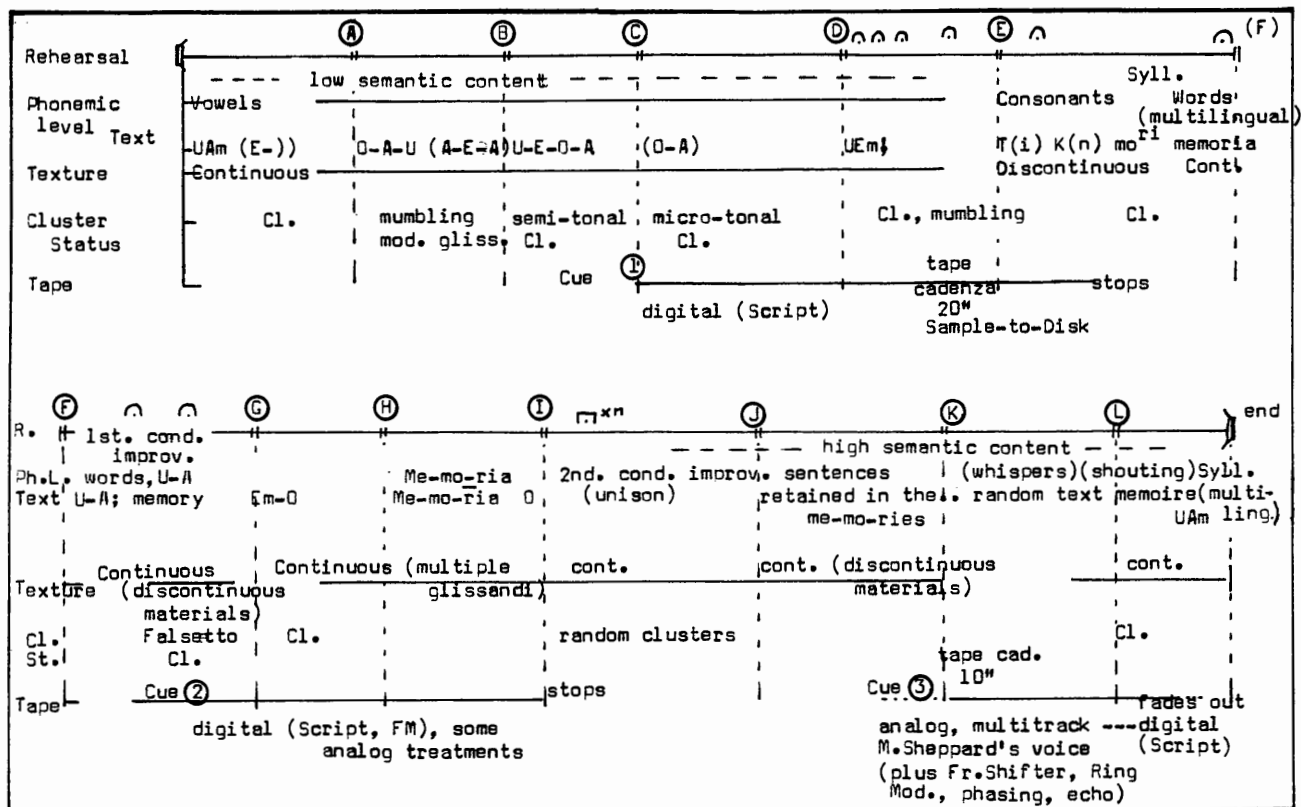 A B C D E (F)
Rehearsal
low semantic content Syll.
Phonemic Vowels Consonants Words
level (multilingual)
Text UAm (E-)) O-A-U (A-E-A) U-E-O-A (O-A) UEm T(i) K(n) mori memoria
Texture Continuous Discontinuous Cont.
Cluster Cl. mumbling semi-tonal micro-tonal Cl., mumbling Cl.
Status mod. gliss. Cl. Cl.
Tape Cue 1 tape stops
cadenza
digital (Script) 20"
Sample-to-Disk
F G H I xn J K L end
R. 1st. cond. high semantic content
improv.
Ph.L. words, U-A Me-mo-ria 2nd. cond. improv. sentences (whispers)(shouting)Syll.
Text U-A; memory Em-O Me-mo-ria O (unison) retained in the . random text memoire(multi-
me-mo-ries UAm ling.)
Continuous Continuous (multiple cont. cont. (discontinuous cont.
Texture (discontinuous glissandi) materials)
materials)
Cl. Falsetto Cl. random clusters Cl.
St. Cl. tape cad.
10"
Tape Cue 2 stops Cue 3 fades out
digital (Script, FM), some analog, multitrack --- digital
analog treatments M.Sheppard's voice (Script)
(plus Fr.Shifter, Ring
Mod., phasing, echo)